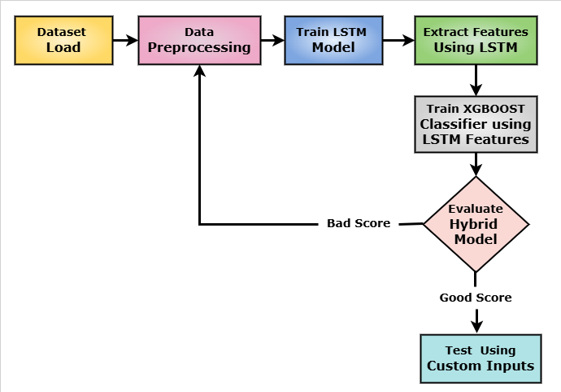 Dataset
Load
Data
Preprocessing
Train LSTM
Model
Extract Features
Using LSTM
Train XGBOOST
Classifier using
LSTM Features
Evaluate
Hybrid
Model
Bad Score
Good Score
Test Using
Custom Inputs